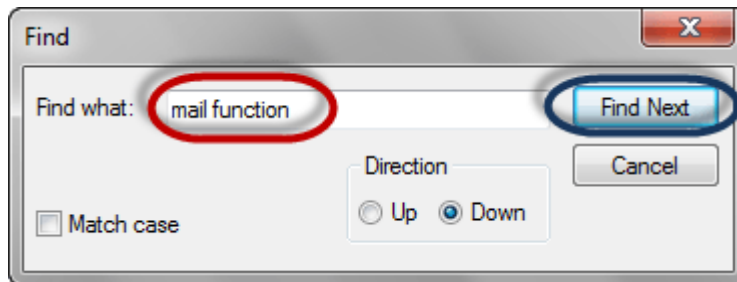 Find
Find what: mail function Find Next
Direction Cancel
Match case Up Down